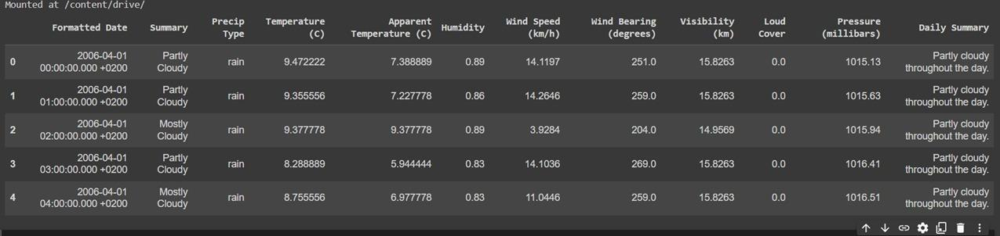 Mounted at /content/drive/
Formatted Date Summary Precip Type Temperature (C) Apparent Temperature (C) Humidity Wind Speed (km/h) Wind Bearing (degrees) Visibility (km) Loud Cover Pressure (millibars) Daily Summary
0 2006-04-01 00:00:00.000 +0200 Partly Cloudy rain 9.472222 7.388889 0.89 14.1197 251.0 15.8263 0.0 1015.13 Partly cloudy throughout the day.
1 2006-04-01 01:00:00.000 +0200 Partly Cloudy rain 9.355556 7.227778 0.86 14.2646 259.0 15.8263 0.0 1015.63 Partly cloudy throughout the day.
2 2006-04-01 02:00:00.000 +0200 Mostly Cloudy rain 9.377778 9.377778 0.89 3.9284 204.0 14.9569 0.0 1015.94 Partly cloudy throughout the day.
3 2006-04-01 03:00:00.000 +0200 Partly Cloudy rain 8.288889 5.944444 0.83 14.1036 269.0 15.8263 0.0 1016.41 Partly cloudy throughout the day.
4 2006-04-01 04:00:00.000 +0200 Mostly Cloudy rain 8.755556 6.977778 0.83 11.0446 259.0 15.8263 0.0 1016.51 Partly cloudy throughout the day.